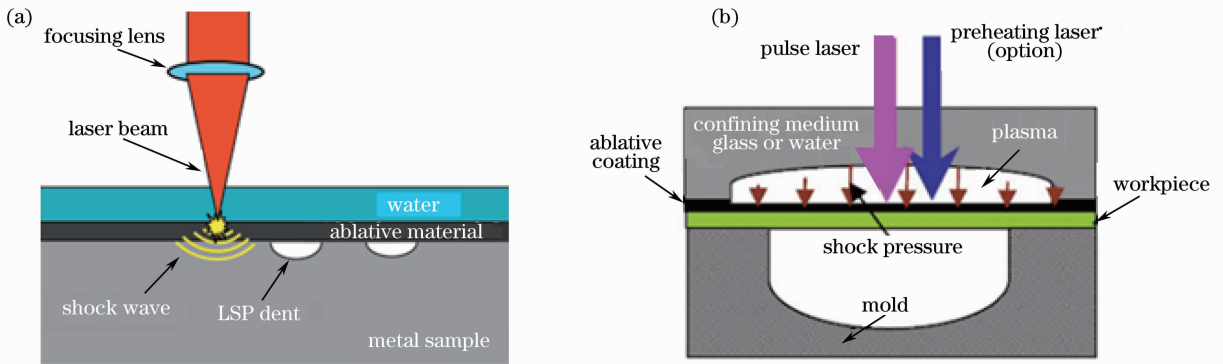 (a)
focusing lens
laser beam
water
ablative material
shock wave
LSP dent
metal sample
(b)
pulse laser
preheating laser
(option)
confining medium
glass or water
plasma
ablative
coating
workpiece
shock pressure
mold